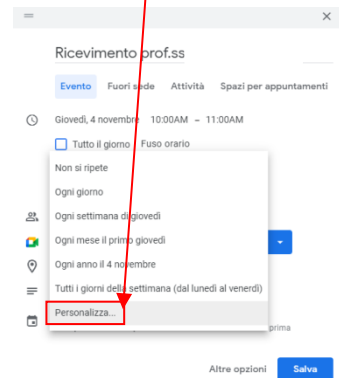 Ricevimento prof.ss
Evento Fuori sede Attività Spazi per appuntamenti
Giovedì, 4 novembre 10:00AM – 11:00AM
Tutto il giorno Fuso orario
Non si ripete
Ogni giorno
Ogni settimana di giovedì
Ogni mese il primo giovedì
Ogni anno il 4 novembre
Tutti i giorni della settimana (dal lunedì al venerdì)
Personalizza...
prima
Altre opzioni Salva